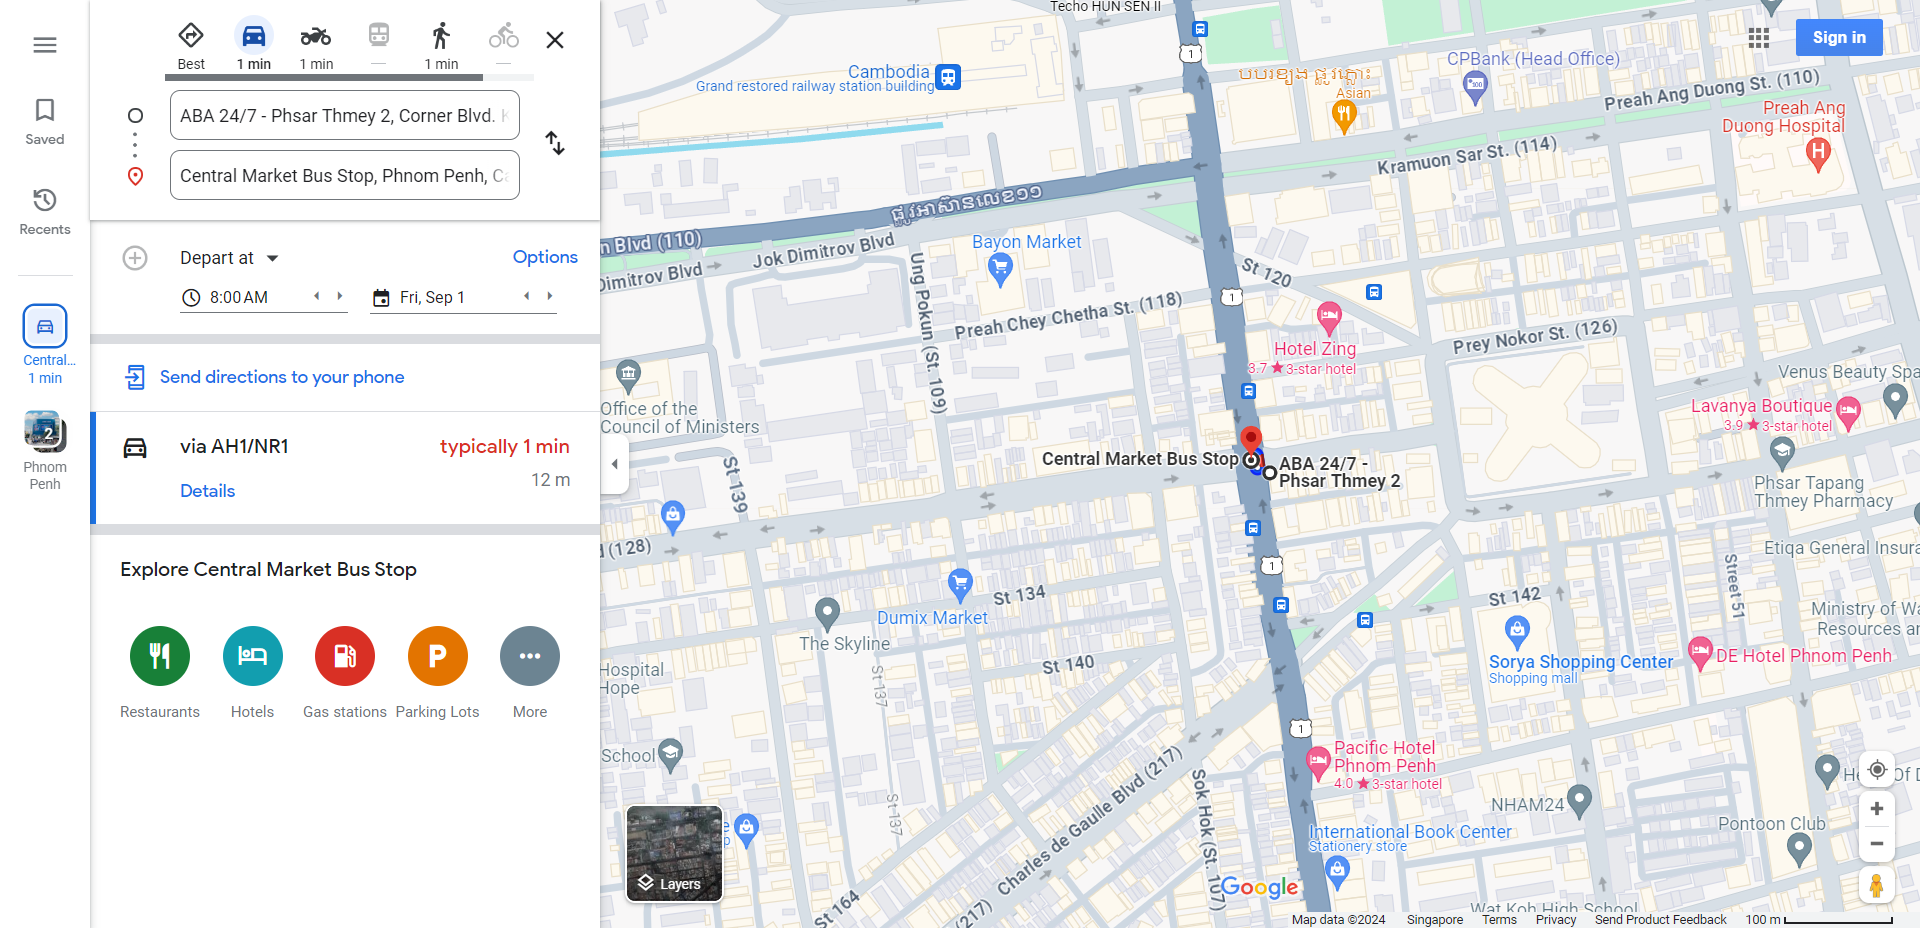 Best
1 min
1 min
—
1 min
—
Saved
Recents
Central...
1 min
2
Phnom
Penh
ABA 24/7 - Phsar Thmey 2, Corner Blvd.
Central Market Bus Stop, Phnom Penh,
Depart at
Options
8:00 AM
Fri, Sep 1
Send directions to your phone
via AH1/NR1
typically 1 min
12 m
Details
Explore Central Market Bus Stop
P
Restaurants
Hotels
Gas stations
Parking Lots
More
Techo HUN SEN II
1
Sign in
Cambodia
Grand restored railway station building
Asian
CPBank (Head Office)
Preah Ang Duong St. (110)
Preah Ang
Duong Hospital
H
Kramuon Sar St. (114)
n Blvd (110)
Jok Dimitrov Blvd
Dimitrov Blvd
Bayon Market
Ung Pokun (St. 109)
Preah Chey Chetha St. (118)
St 120
1
Hotel Zing
3.7 ★ 3-star hotel
Prey Nokor St. (126)
Venus Beauty Spa
Lavanya Boutique
3.9 ★ 3-star hotel
Office of the
Council of Ministers
Central Market Bus Stop
ABA 24/7 -
Phsar Thmey 2
St 139
Phsar Tapang
Thmey Pharmacy
(128)
Etiqa General Insura
1
Street 51
St 134
Dumix Market
The Skyline
St 142
Ministry of Wa
Resources an
Sorya Shopping Center
Shopping mall
DE Hotel Phnom Penh
St 140
Hospital
Hope
St 137
School
1
Pacific Hotel
Phnom Penh
4.0 ★ 3-star hotel
Charles de Gaulle Blvd (217)
Sok Hok (St. 107)
St 137
NHAM24
International Book Center
Stationery store
Pontoon Club
Layers
St 164
(217)
Google
Wat Koh High School
Map data ©2024
Singapore
Terms
Privacy
Send Product Feedback
100 m